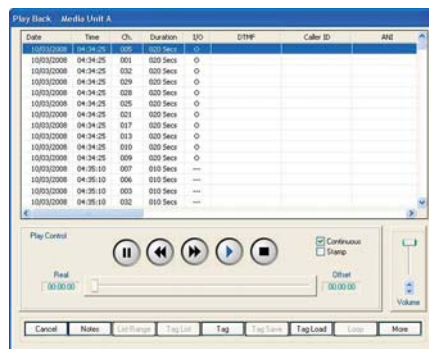 Play Back Media Unit A
Date Time Ch. Duration I/O DTMF Caller ID ANI
10/03/2008 04:34:25 005 020 Secs O
10/03/2008 04:34:25 001 020 Secs O
10/03/2008 04:34:25 032 020 Secs O
10/03/2008 04:34:25 029 020 Secs O
10/03/2008 04:34:25 028 020 Secs O
10/03/2008 04:34:25 025 020 Secs O
10/03/2008 04:34:25 021 020 Secs O
10/03/2008 04:34:25 017 020 Secs O
10/03/2008 04:34:25 013 020 Secs O
10/03/2008 04:34:25 010 020 Secs O
10/03/2008 04:34:25 009 020 Secs O
10/03/2008 04:35:10 007 010 Secs ---
10/03/2008 04:35:10 006 010 Secs ---
10/03/2008 04:35:10 003 010 Secs ---
10/03/2008 04:35:10 032 010 Secs ---
Play Control
Continuous
Stamp
Real Offset
00:00:00 00:00:00
Volume
Cancel Notes List Range Tag List Tag Tag Save Tag Load Loop More